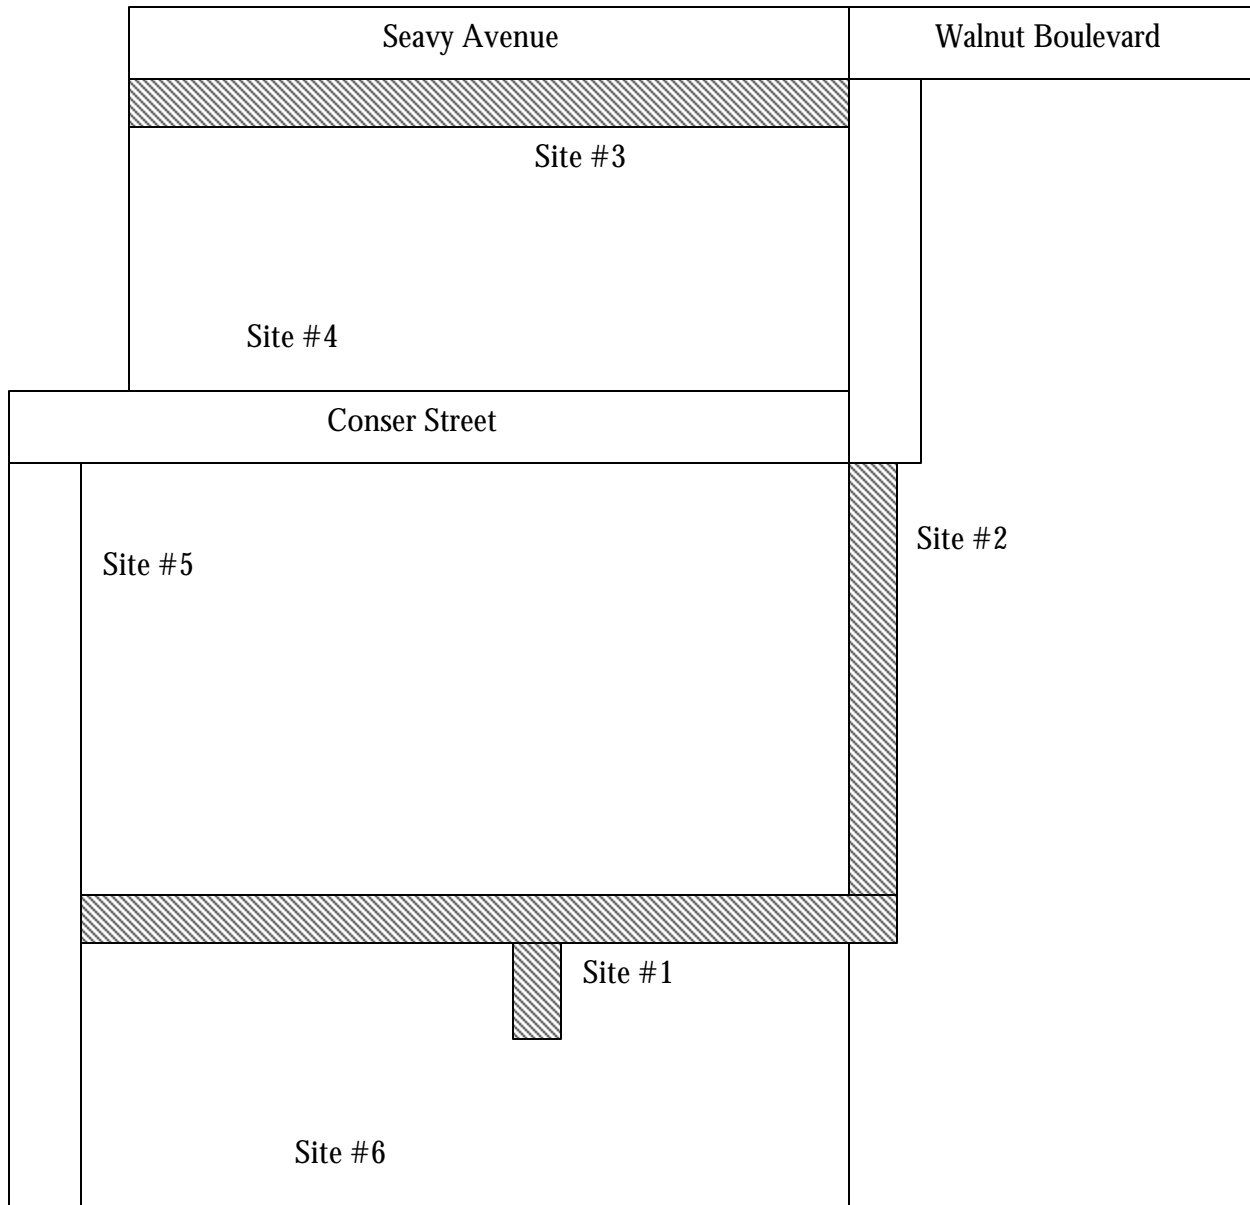 Seavy Avenue
Walnut Boulevard
Site #3
Site #4
Conser Street
Site #2
Site #5
Site #1
Site #6